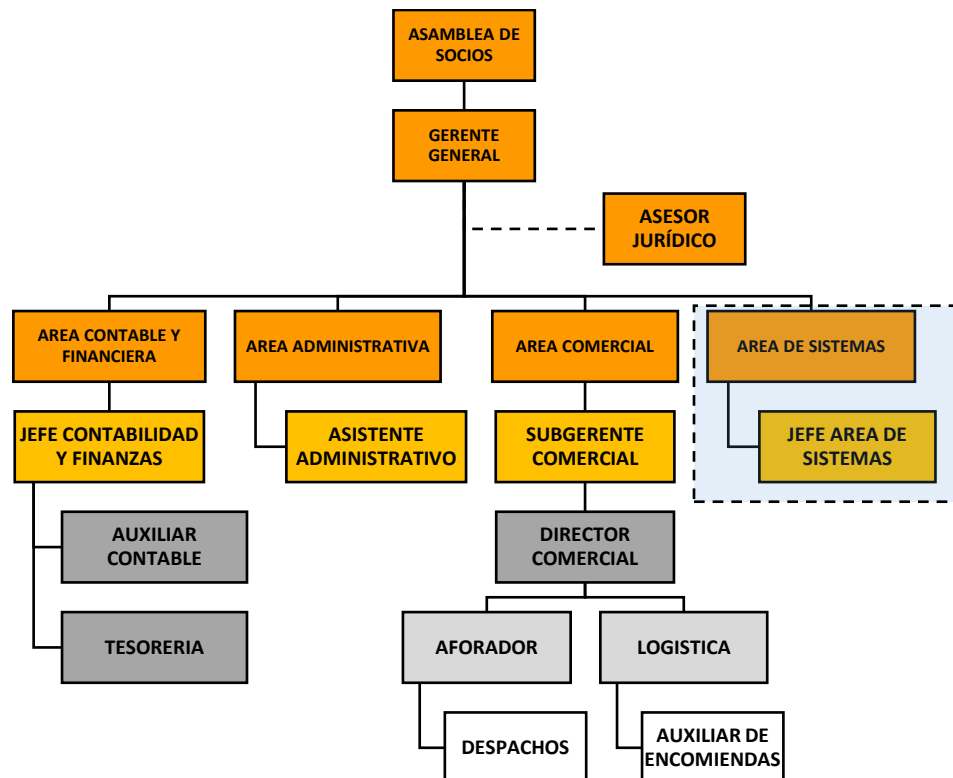 ASAMBLEA DE
SOCIOS
GERENTE
GENERAL
ASESOR
JURÍDICO
AREA CONTABLE Y
FINANCIERA
AREA ADMINISTRATIVA
AREA COMERCIAL
AREA DE SISTEMAS
JEFE CONTABILIDAD
Y FINANZAS
ASISTENTE
ADMINISTRATIVO
SUBGERENTE
COMERCIAL
JEFE AREA DE
SISTEMAS
AUXILIAR
CONTABLE
DIRECTOR
COMERCIAL
TESORERIA
AFORADOR
LOGISTICA
DESPACHOS
AUXILIAR DE
ENCOMIENDAS